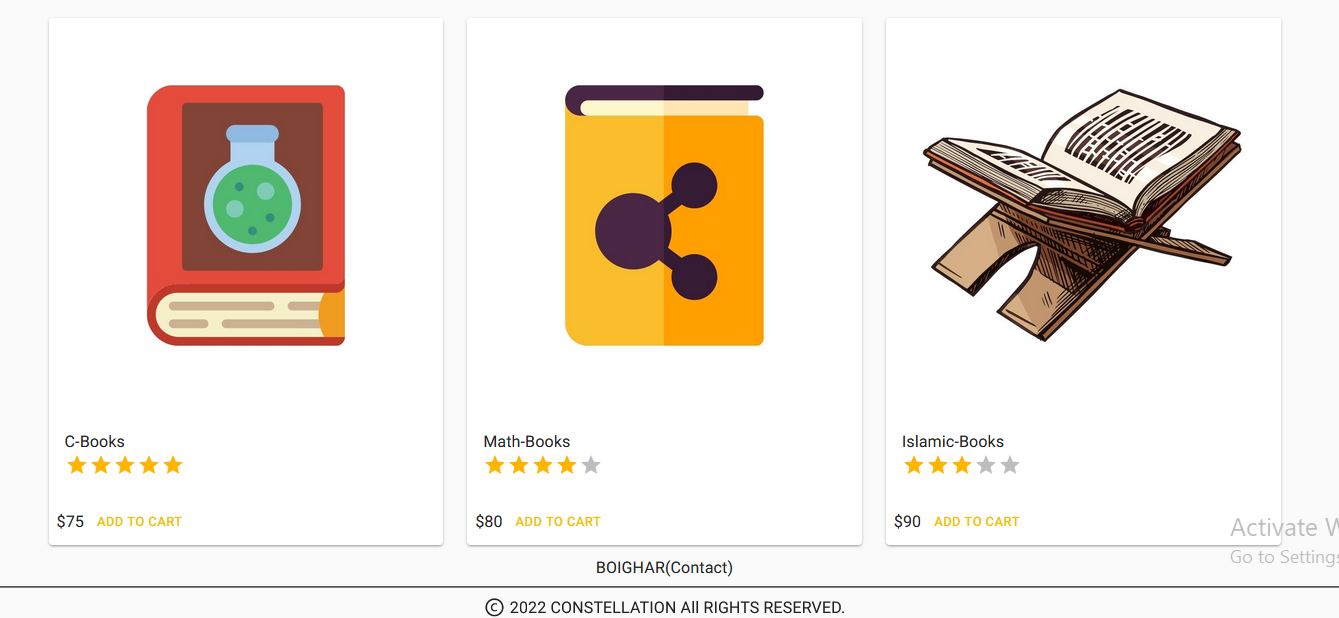 C-Books
$75 ADD TO CART
Math-Books
$80 ADD TO CART
Islamic-Books
$90 ADD TO CART
Activate W
Go to Settings
BOIGHAR(Contact)
© 2022 CONSTELLATION All RIGHTS RESERVED.